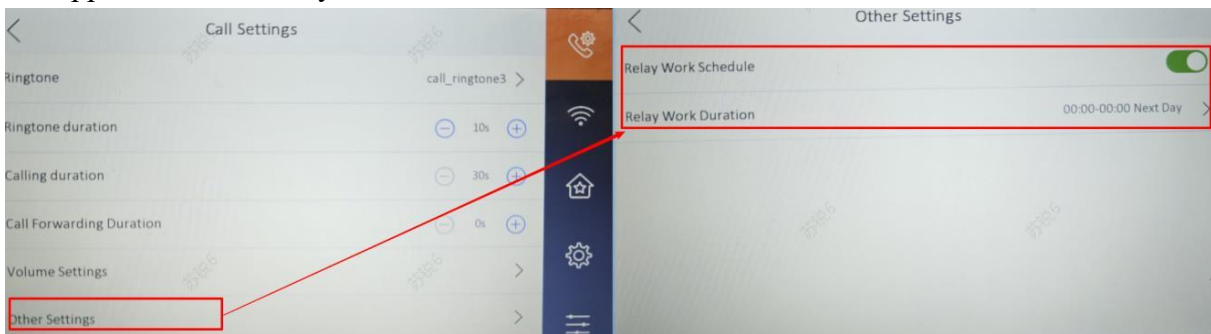 Call Settings
Ringtone call_ringtone3
Ringtone duration 10s
Calling duration 30s
Call Forwarding Duration 0s
Volume Settings
Other Settings
Other Settings
Relay Work Schedule
Relay Work Duration 00:00-00:00 Next Day